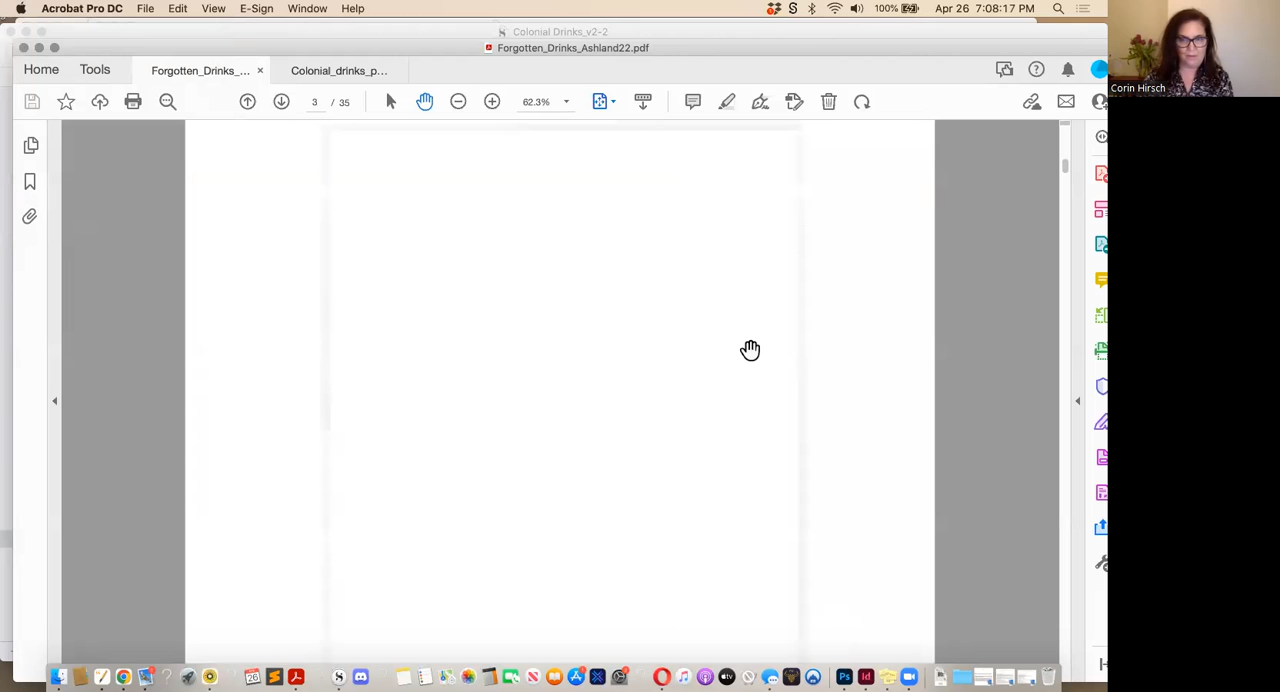 Acrobat Pro DC File Edit View E-Sign Window Help 100% Apr 26 7:08:17 PM
Colonial Drinks_v2-2
Forgotten_Drinks_Ashland22.pdf
Home Tools Forgotten_Drinks_... × Colonial_drinks_p...
3 / 35 62.3%
Corin Hirsch